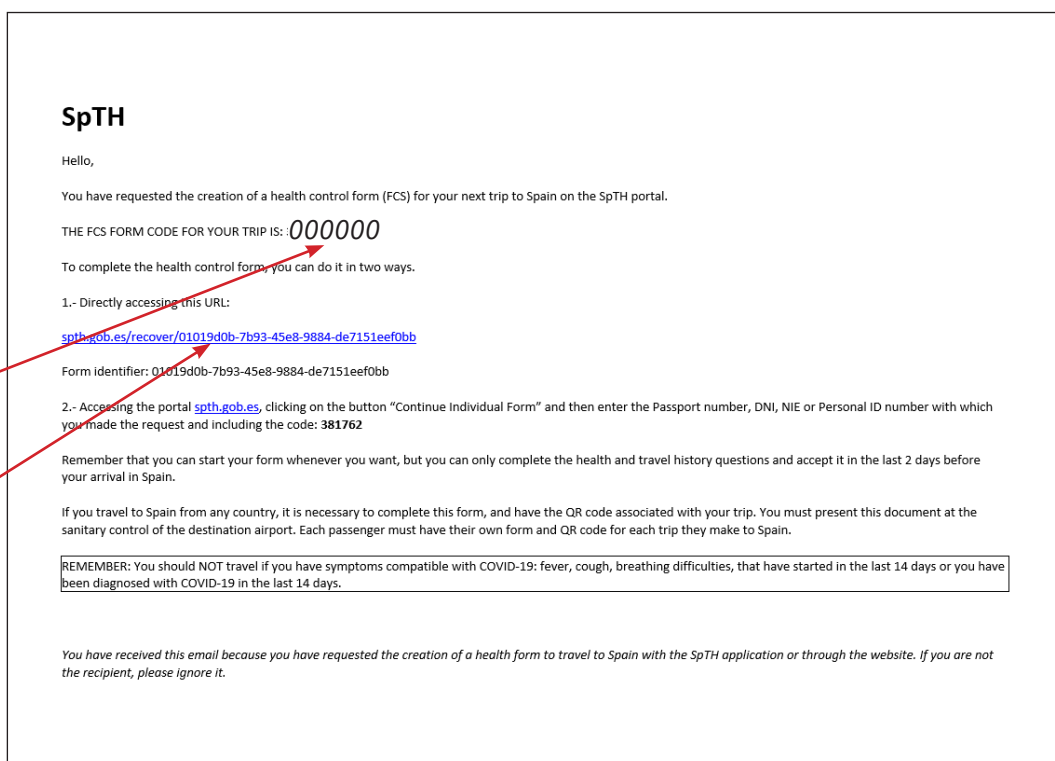 SpTH
Hello,
You have requested the creation of a health control form (FCS) for your next trip to Spain on the SpTH portal.
THE FCS FORM CODE FOR YOUR TRIP IS: 000000
To complete the health control form, you can do it in two ways.
1.- Directly accessing this URL:
spth.gob.es/recover/01019d0b-7b93-45e8-9884-de7151eef0bb
Form identifier: 01019d0b-7b93-45e8-9884-de7151eef0bb
2.- Accessing the portal spth.gob.es, clicking on the button “Continue Individual Form” and then enter the Passport number, DNI, NIE or Personal ID number with which
you made the request and including the code: 381762
Remember that you can start your form whenever you want, but you can only complete the health and travel history questions and accept it in the last 2 days before
your arrival in Spain.
If you travel to Spain from any country, it is necessary to complete this form, and have the QR code associated with your trip. You must present this document at the
sanitary control of the destination airport. Each passenger must have their own form and QR code for each trip they make to Spain.
REMEMBER: You should NOT travel if you have symptoms compatible with COVID-19: fever, cough, breathing difficulties, that have started in the last 14 days or you have
been diagnosed with COVID-19 in the last 14 days.
You have received this email because you have requested the creation of a health form to travel to Spain with the SpTH application or through the website. If you are not
the recipient, please ignore it.